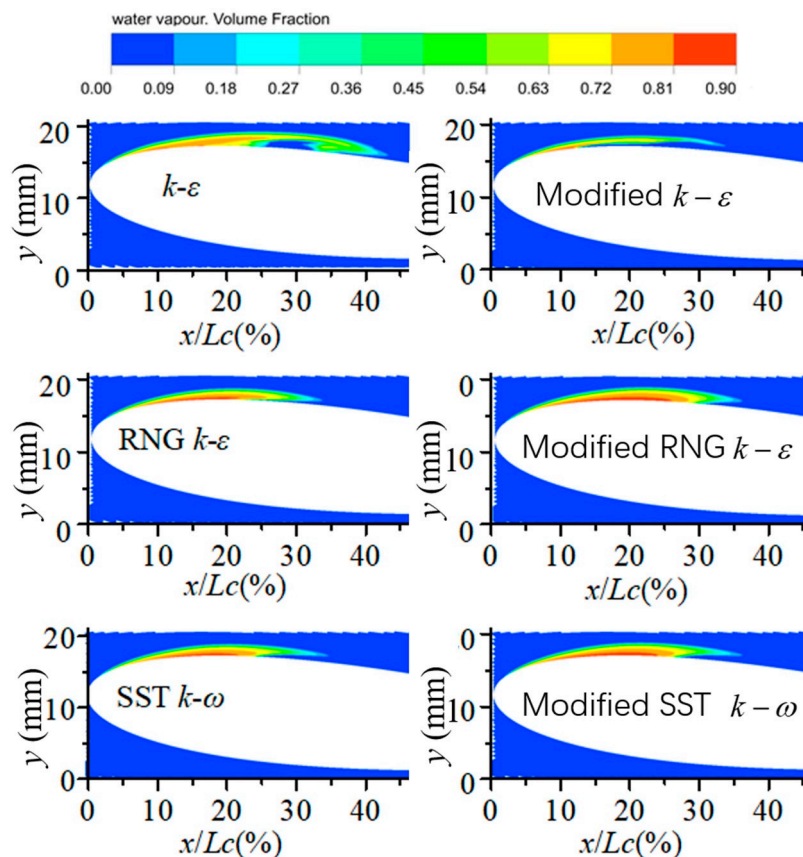 water vapour. Volume Fraction
0.00 0.09 0.18 0.27 0.36 0.45 0.54 0.63 0.72 0.81 0.90
20
10
0
y (mm)
k-ε
0 10 20 30 40
x/Lc(%)
20
10
0
y (mm)
Modified k – ε
0 10 20 30 40
x/Lc(%)
20
10
0
y (mm)
RNG k-ε
0 10 20 30 40
x/Lc(%)
0
10
0
y (mm)
Modified RNG k – ε
0 10 20 30 40
x/Lc(%)
20
10
0
y (mm)
SST k-ω
0 10 20 30 40
x/Lc(%)
0
10
0
y (mm)
Modified SST k – ω
0 10 20 30 40
x/Lc(%)